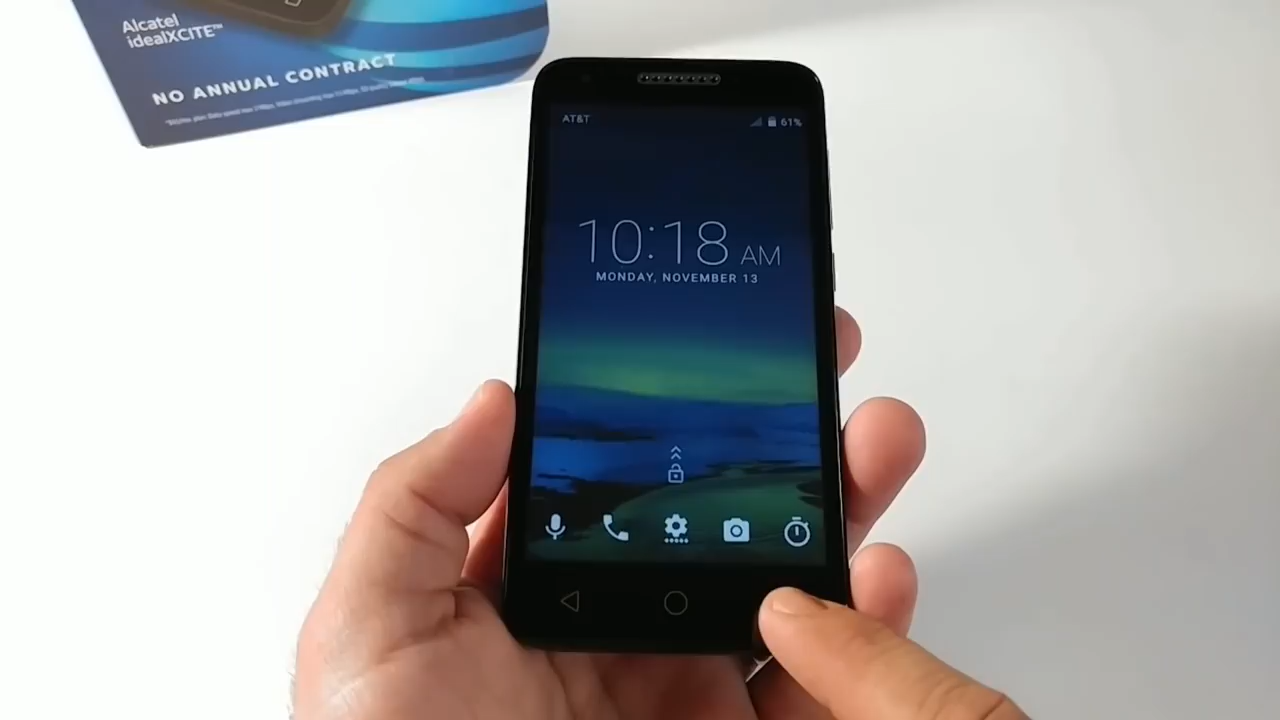 Alcatel
idealXCITE™
NO ANNUAL CONTRACT
AT&T
61%
10:18 AM
MONDAY, NOVEMBER 13